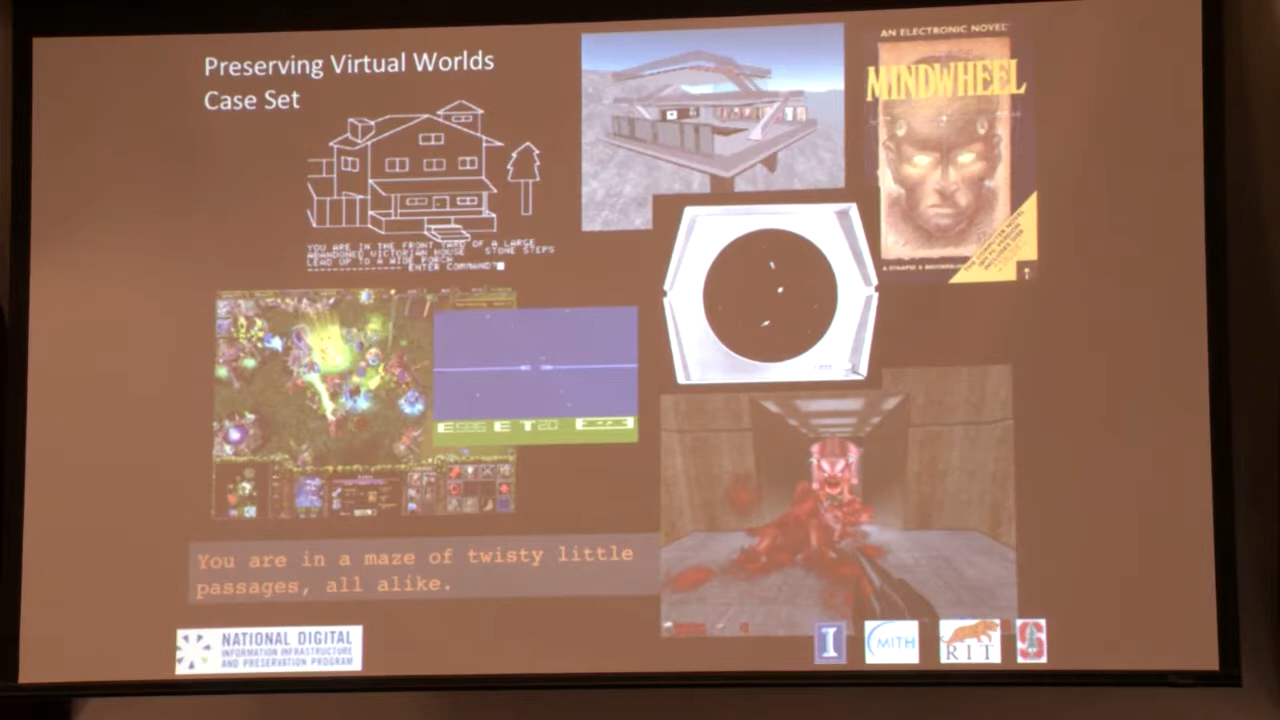 Preserving Virtual Worlds
Case Set
YOU ARE IN THE FRONT YARD OF A LARGE
ABANDONED VICTORIAN HOUSE STONE STEPS
LEAD UP TO A WIDE PORCH
ENTER COMMAND?
AN ELECTRONIC NOVEL
MINDWHEEL
You are in a maze of twisty little
passages, all alike.
NATIONAL DIGITAL
INFORMATION INFRASTRUCTURE
AND PRESERVATION PROGRAM
I
MITH
RIT
S